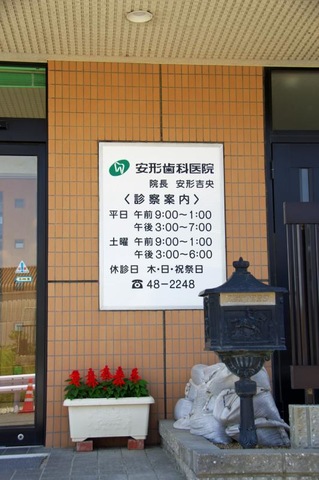 安形歯科医院
院長 安形吉央
〈診察案内〉
平日 午前9:00〜1:00
午後3:00〜7:00
土曜 午前9:00〜1:00
午後3:00〜6:00
休診日 木・日・祝祭日
☎48-2248